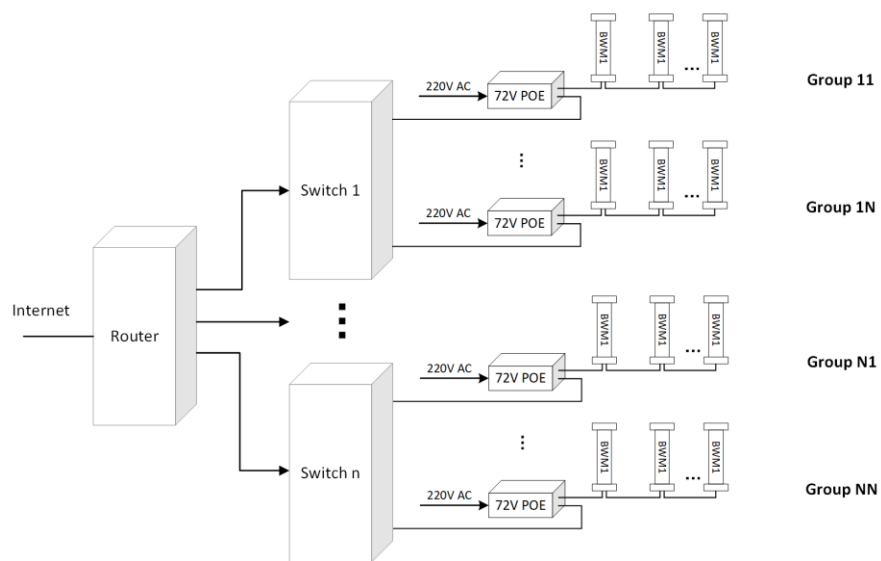 220V AC
72V POE
BWM1
BWM1
...
BWM1
Group 11
...
Switch 1
220V AC
72V POE
BWM1
BWM1
...
BWM1
Group 1N
Internet
Router
...
220V AC
72V POE
BWM1
BWM1
...
BWM1
Group N1
...
Switch n
220V AC
72V POE
BWM1
BWM1
...
BWM1
Group NN